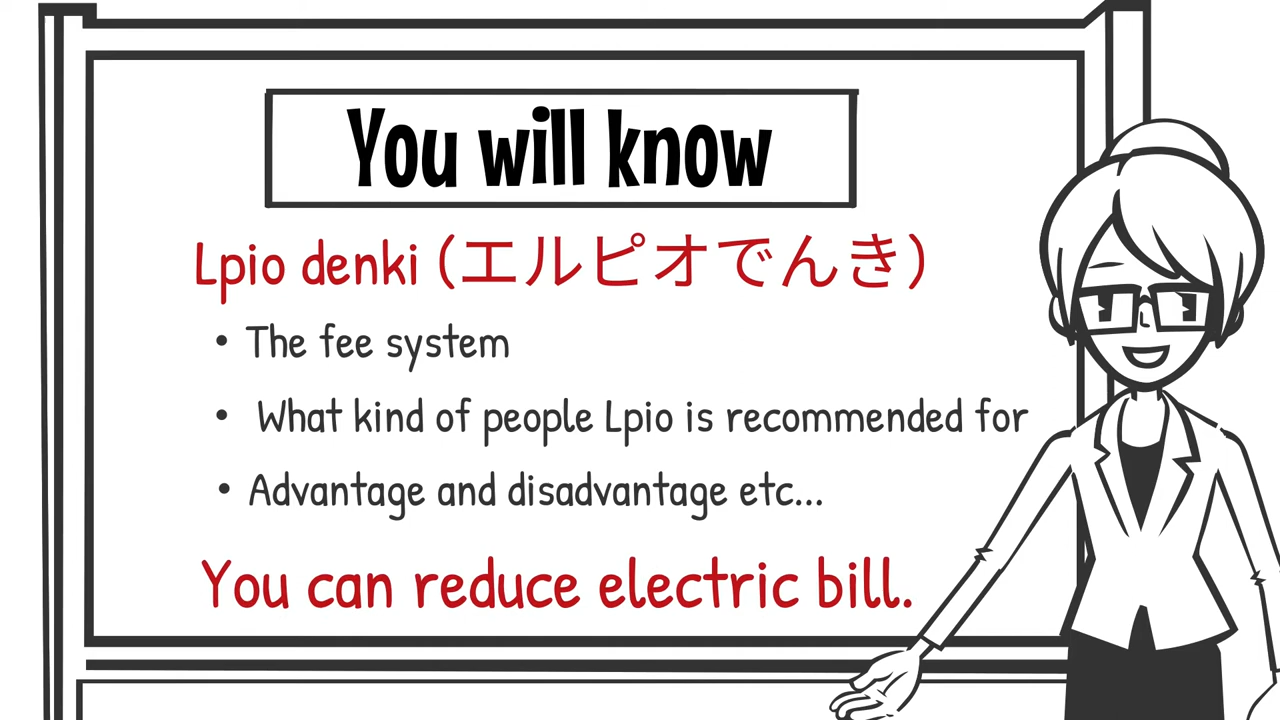 You will know
Lpio denki (エルピオでんき)
• The fee system
• What kind of people Lpio is recommended for
• Advantage and disadvantage etc...
You can reduce electric bill.